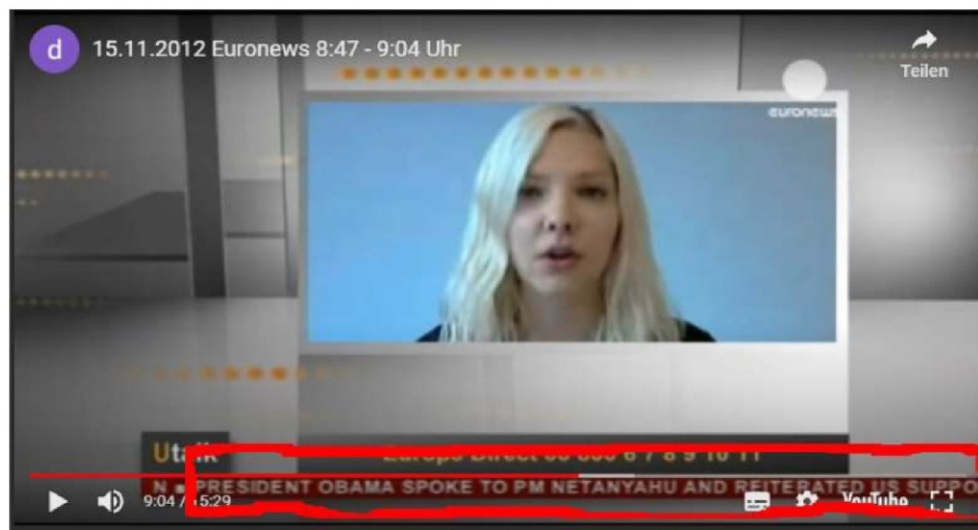 d
15.11.2012 Euronews 8:47 - 9:04 Uhr
Teilen
euronews
Utalk
Europe Direct 00 800 6 7 8 9 10 11
N ■ PRESIDENT OBAMA SPOKE TO PM NETANYAHU AND REITERATED US SUPPO
9:04 / 15:29
YouTube